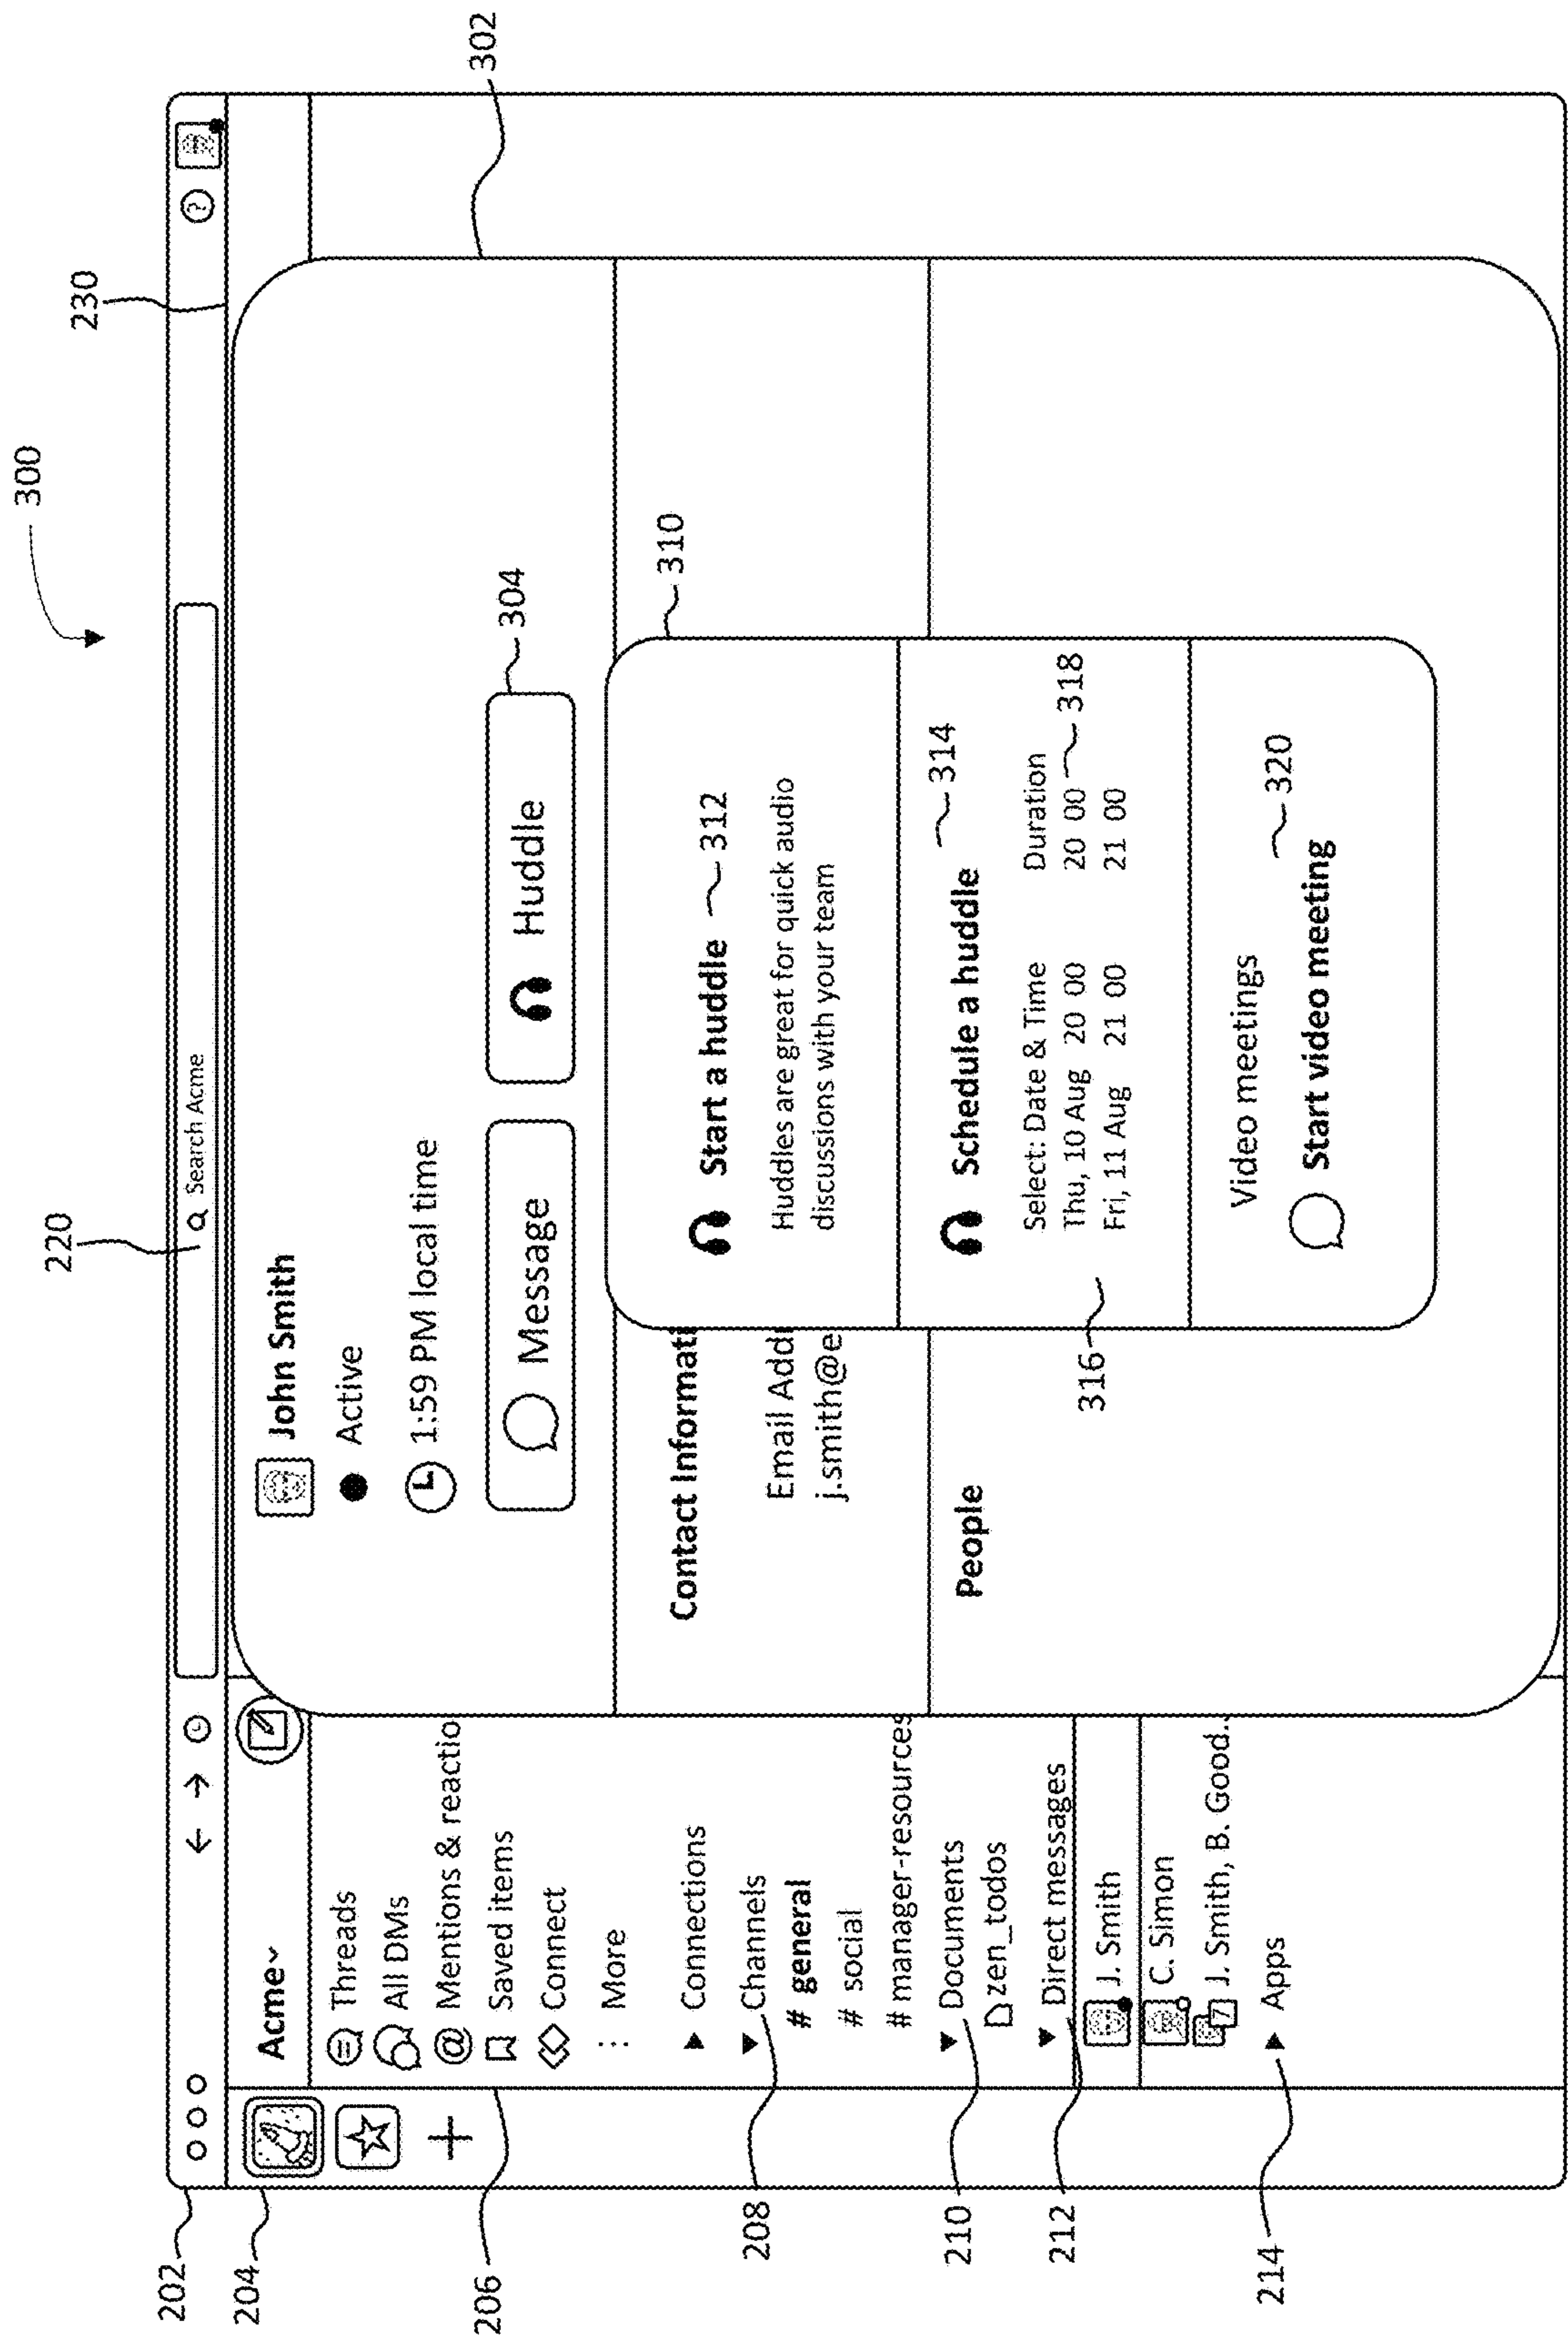 300
220
230
202
204
206
208
210
212
214
Search Acme
?
Acme
Threads
All DMs
@ Mentions & reactio
Saved items
Connect
More
Connections
Channels
# general
# social
# manager-resources
Documents
zen_todos
Direct messages
J. Smith
C. Simon
7 J. Smith, B. Good..
Apps
302
John Smith
Active
1:59 PM local time
Message
Huddle
304
Contact Informati
Email Addr
j.smith@e
People
310
Start a huddle 312
Huddles are great for quick audio
discussions with your team
Schedule a huddle 314
Select: Date & Time Duration
Thu, 10 Aug 20 00 20 00 318
Fri, 11 Aug 21 00 21 00
316
Video meetings
320
Start video meeting